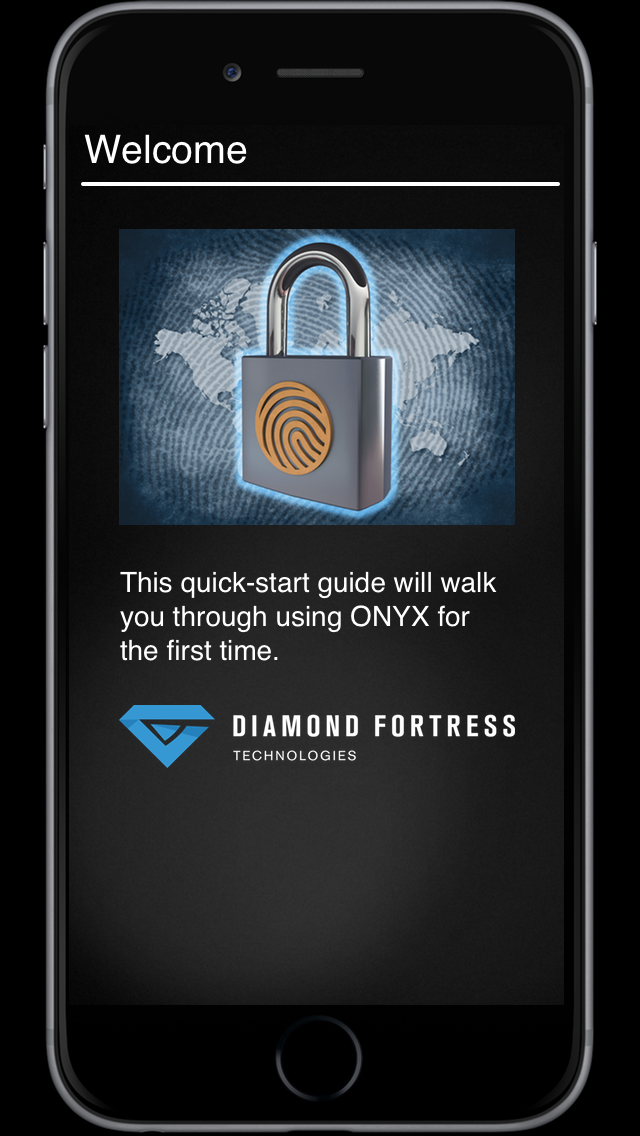 Welcome
This quick-start guide will walk
you through using ONYX for
the first time.
DIAMOND FORTRESS
TECHNOLOGIES